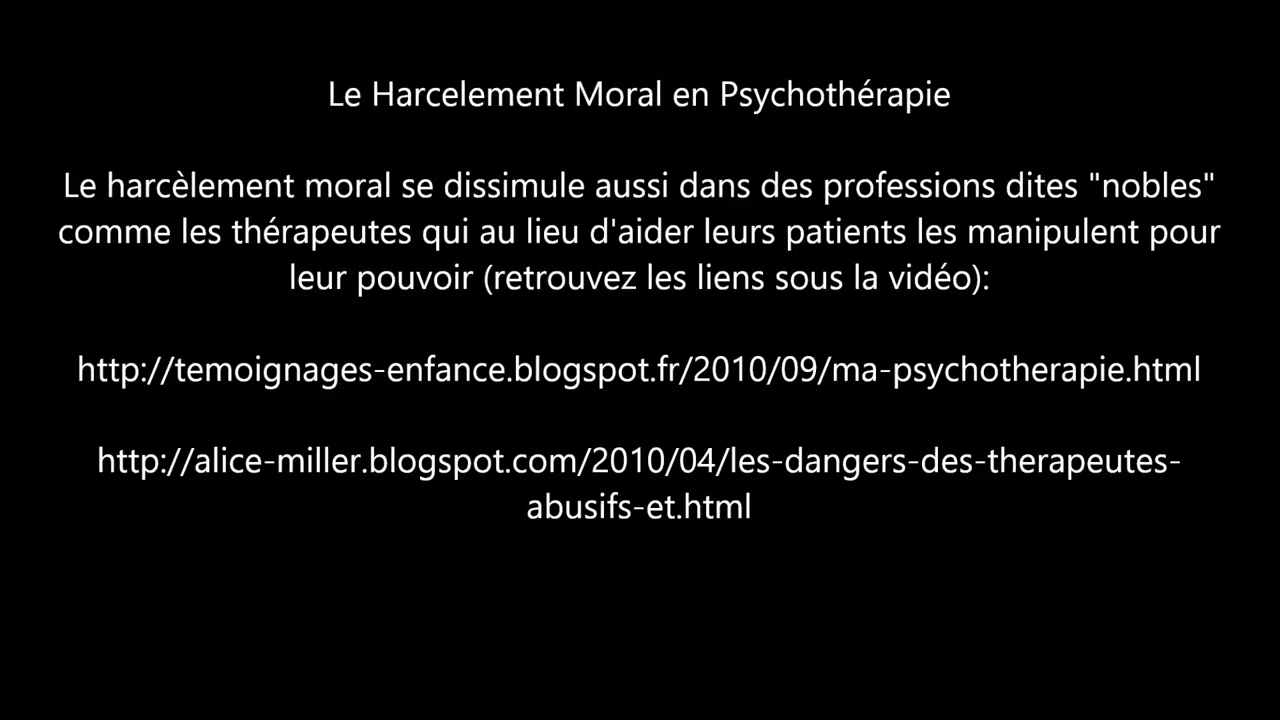 Le Harcelement Moral en Psychothérapie
Le harcèlement moral se dissimule aussi dans des professions dites "nobles"
comme les thérapeutes qui au lieu d'aider leurs patients les manipulent pour
leur pouvoir (retrouvez les liens sous la vidéo):
http://temoignages-enfance.blogspot.fr/2010/09/ma-psychotherapie.html
http://alice-miller.blogspot.com/2010/04/les-dangers-des-therapeutes-
abusifs-et.html